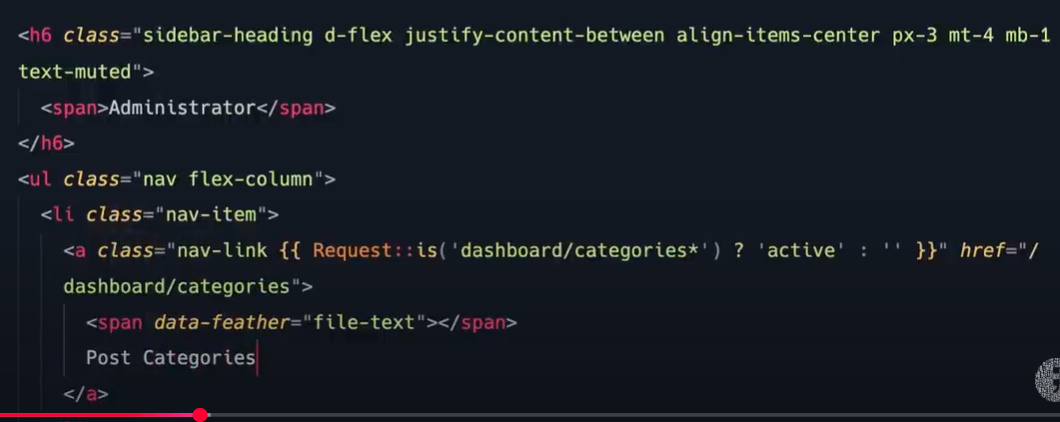 <h6 class="sidebar-heading d-flex justify-content-between align-items-center px-3 mt-4 mb-1
text-muted">
<span>Administrator</span>
</h6>
<ul class="nav flex-column">
<li class="nav-item">
<a class="nav-link {{ Request::is('dashboard/categories*') ? 'active' : '' }}" href="/
dashboard/categories">
<span data-feather="file-text"></span>
Post Categories
</a>